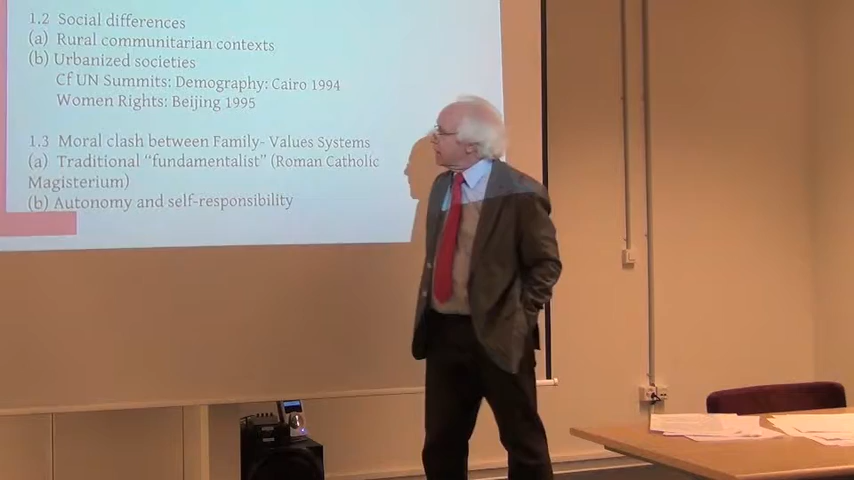 1.2 Social differences
(a) Rural communitarian contexts
(b) Urbanized societies
Cf UN Summits: Demography: Cairo 1994
Women Rights: Beijing 1995
1.3 Moral clash between Family- Values Systems
(a) Traditional "fundamentalist" (Roman Catholic
Magisterium)
(b) Autonomy and self-responsibility